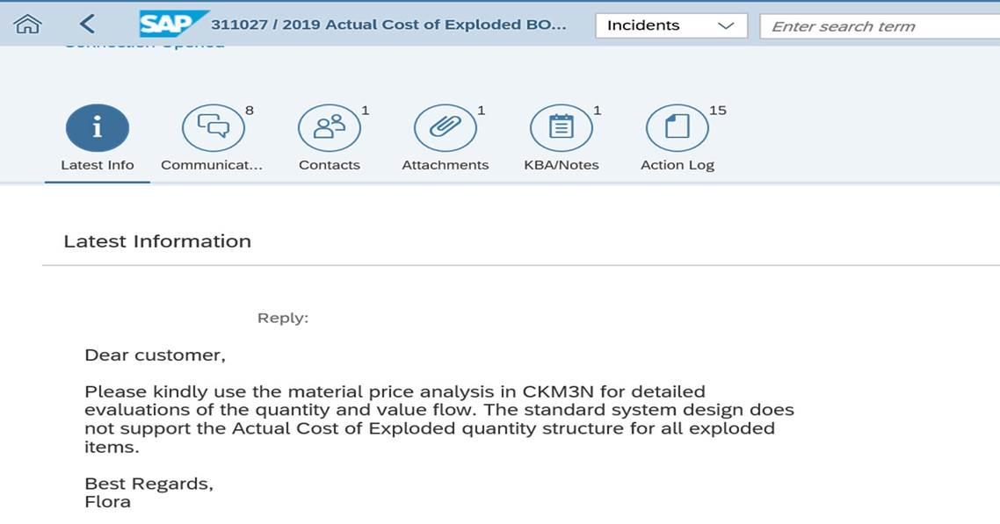 SAP 311027 / 2019 Actual Cost of Exploded BO... Incidents Enter search term
Connection Opened
8 1 1 1 15
Latest Info Communicat... Contacts Attachments KBA/Notes Action Log
Latest Information
Reply:
Dear customer,
Please kindly use the material price analysis in CKM3N for detailed
evaluations of the quantity and value flow. The standard system design does
not support the Actual Cost of Exploded quantity structure for all exploded
items.
Best Regards,
Flora